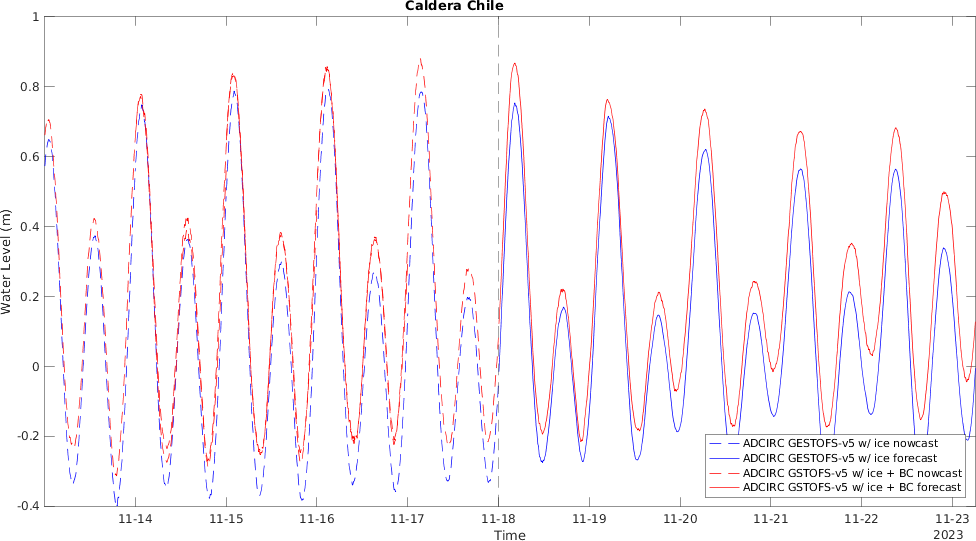 Caldera Chile
1
0.8
0.6
0.4
0.2
0
-0.2
-0.4
Water Level (m)
ADCIRC GESTOFS-v5 w/ ice nowcast
ADCIRC GESTOFS-v5 w/ ice forecast
ADCIRC GSTOFS-v5 w/ ice + BC nowcast
ADCIRC GSTOFS-v5 w/ ice + BC forecast
11-14 11-15 11-16 11-17 11-18 11-19 11-20 11-21 11-22 11-23
Time
2023